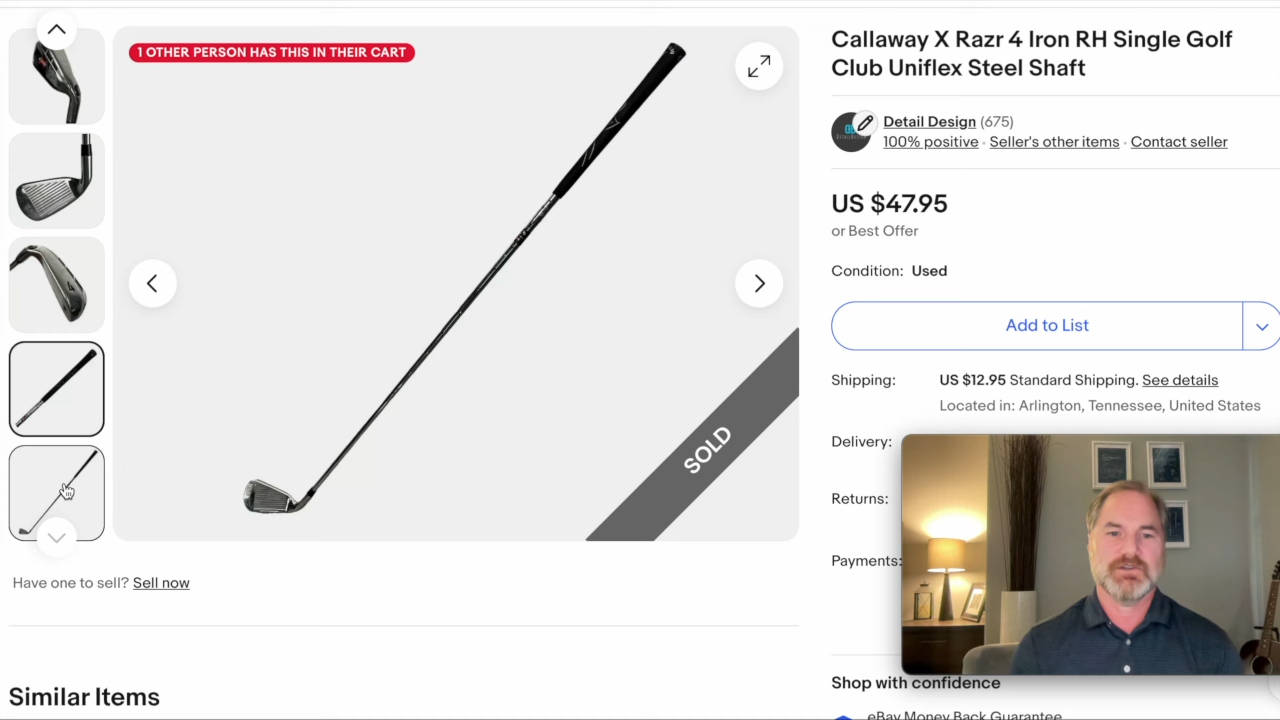 1 OTHER PERSON HAS THIS IN THEIR CART
SOLD
Have one to sell? Sell now
Similar Items
Callaway X Razr 4 Iron RH Single Golf
Club Uniflex Steel Shaft
Detail Design (675)
100% positive · Seller's other items · Contact seller
US $47.95
or Best Offer
Condition: Used
Add to List
Shipping: US $12.95 Standard Shipping. See details
Located in: Arlington, Tennessee, United States
Delivery:
Returns:
Payments:
Shop with confidence
eBay Money Back Guarantee